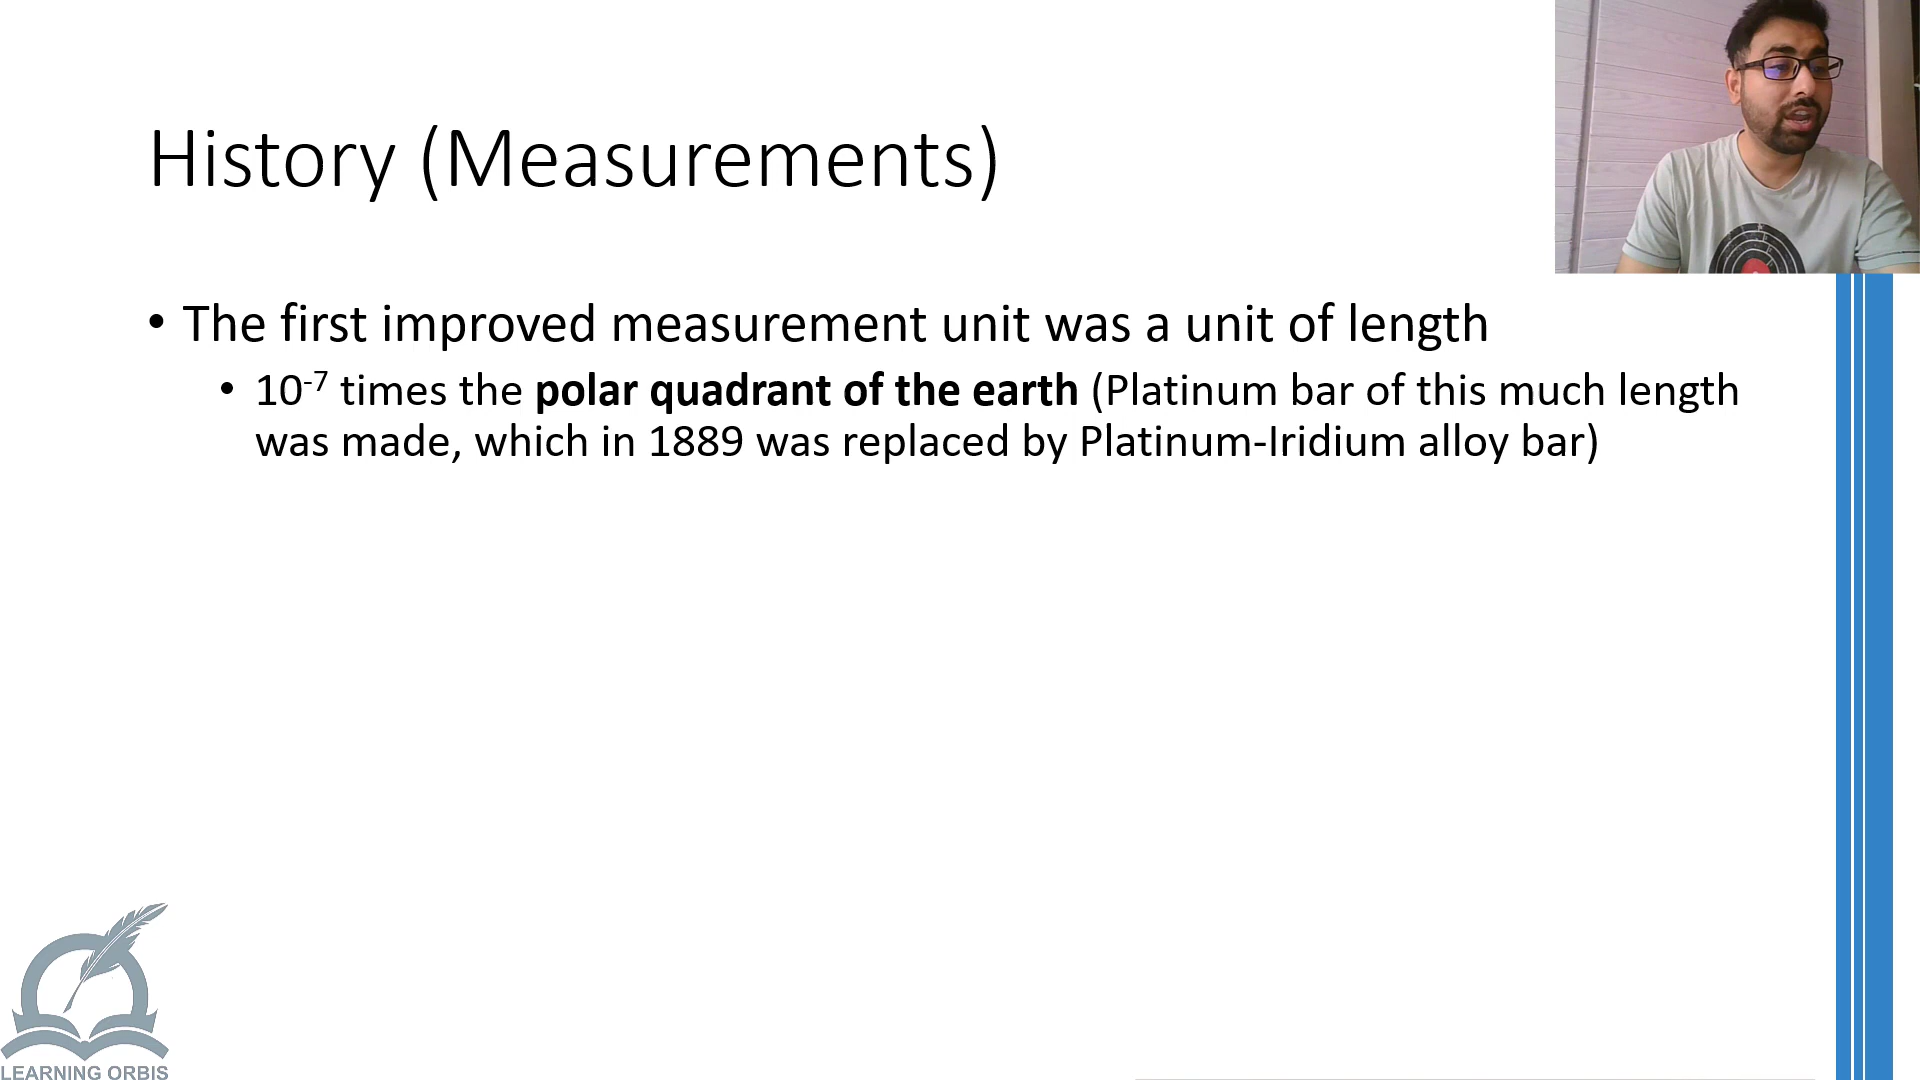 History (Measurements)
• The first improved measurement unit was a unit of length
• 10⁻⁷ times the polar quadrant of the earth (Platinum bar of this much length
was made, which in 1889 was replaced by Platinum-Iridium alloy bar)
LEARNING ORBIS